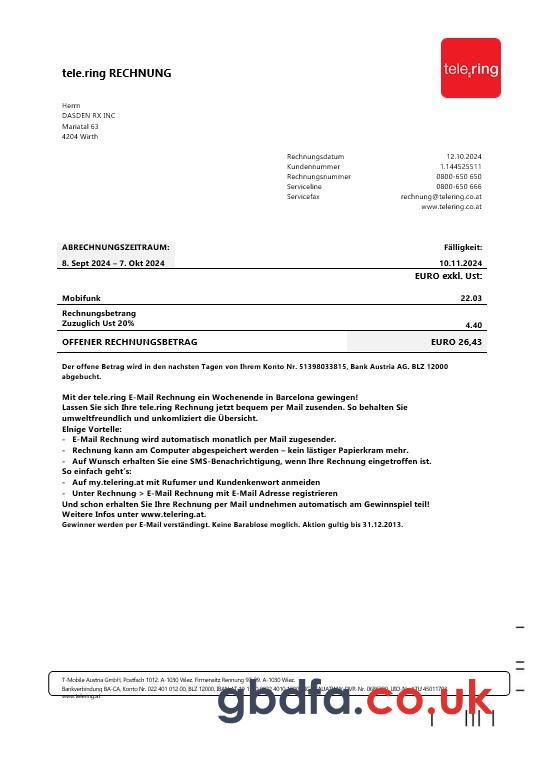 tele.ring
tele.ring RECHNUNG
Herrn
DASDEN RX INC
Mariatal 63
4204 Wirth
Rechnungsdatum 12.10.2024
Kundennummer 1.144525511
Rechnungsnummer 0800-650 650
Serviceline 0800-650 666
Servicefax rechnung@telering.co.at
www.telering.co.at
ABRECHNUNGSZEITRAUM: Fälligkeit:
8. Sept 2024 – 7. Okt 2024 10.11.2024
EURO exkl. Ust:
Mobifunk 22.03
Rechnungsbetrang
Zuzuglich Ust 20% 4.40
OFFENER RECHNUNGSBETRAG EURO 26,43
Der offene Betrag wird in den nachsten Tagen von Ihrem Konto Nr. 51398033815, Bank Austria AG. BLZ 12000
abgebucht.
Mit der tele.ring E-Mail Rechnung ein Wochenende in Barcelona gewingen!
Lassen Sie sich Ihre tele.ring Rechnung jetzt bequem per Mail zusenden. So behalten Sie
umweltfreundlich und unkomliziert die Übersicht.
Elnige Vortelle:
- E-Mail Rechnung wird automatisch monatlich per Mail zugesender.
- Rechnung kann am Computer abgespeichert werden – kein lästiger Papierkram mehr.
- Auf Wunsch erhalten Sie eine SMS-Benachrichtigung, wenn Ihre Rechnung eingetroffen ist.
So einfach geht's:
- Auf my.telering.at mit Rufumer und Kundenkenwort anmeiden
- Unter Rechnung > E-Mail Rechnung mit E-Mail Adresse registrieren
Und schon erhalten Sie Ihre Rechnung per Mail undnehmen automatisch am Gewinnspiel teil!
Weitere Infos unter www.telering.at.
Gewinner werden per E-Mail verständingt. Keine Barablose moglich. Aktion gultig bis 31.12.2013.
T-Mobile Austria GmbH, Postfach 1012. A-1030 Wiez. Firmensitz Rennung 97-99. A-1030 Wiec.
Bankverbindung BA-CA, Konto Nr. 022 401 012 00, BLZ 12000,
www.telering.at
gbdfa.co.uk